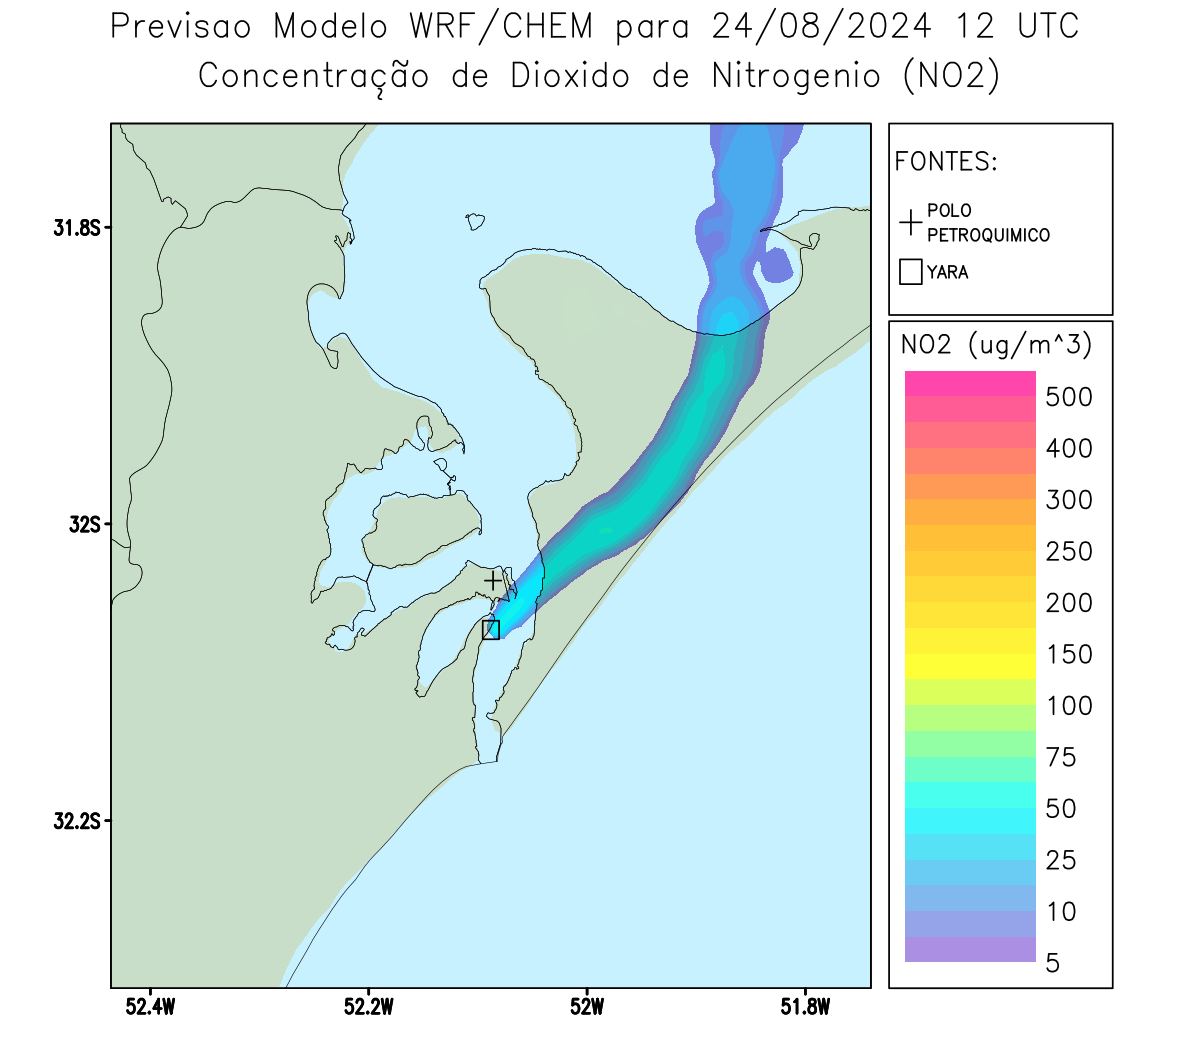 Previsao Modelo WRF/CHEM para 24/08/2024 12 UTC
Concentração de Dioxido de Nitrogenio (NO2)
FONTES:
POLO
PETROQUIMICO
YARA
31.8S
32S
32.2S
52.4W
52.2W
52W
51.8W
NO2 (ug/m^3)
500
400
300
250
200
150
100
75
50
25
10
5